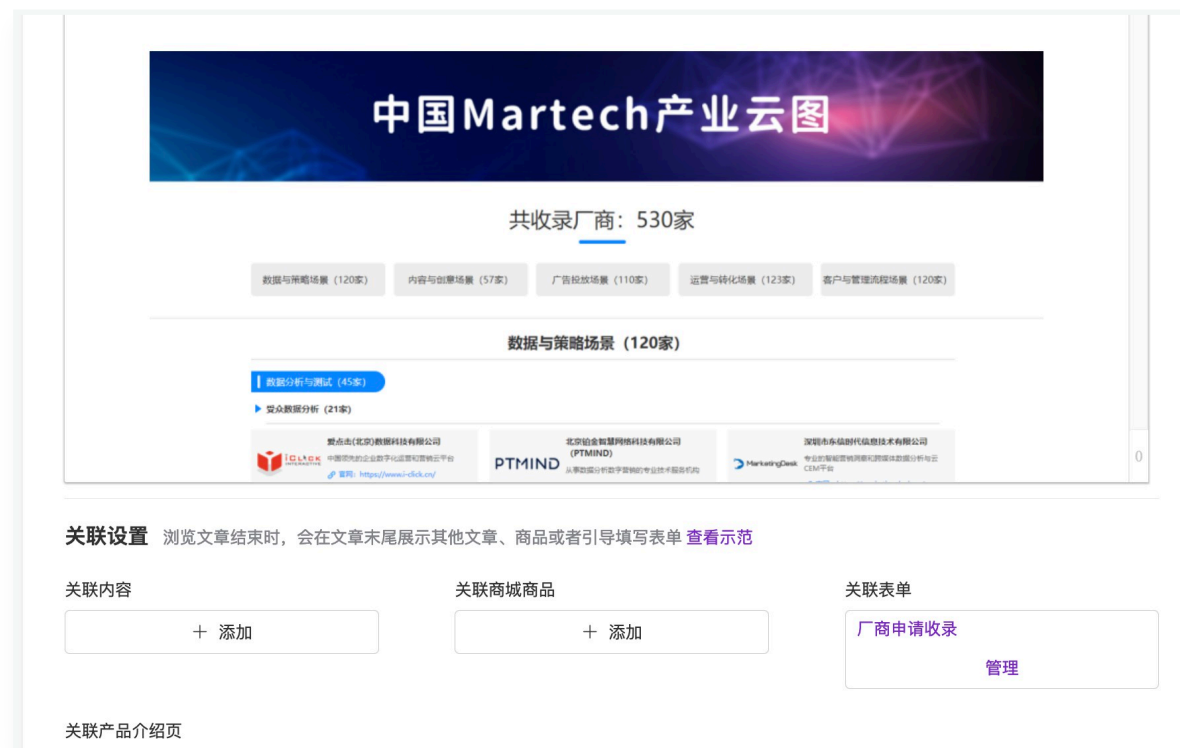 中国Martech产业云图
共收录厂商：530家
数据与策略场景（120家） 内容与创意场景（57家） 广告投放场景（110家） 运营与转化场景（123家） 客户与管理流程场景（120家）
数据与策略场景（120家）
数据分析与测试（45家）
受众数据分析（21家）
爱点击(北京)数据科技有限公司
iCLICK
INTERACTIVE
中国领先的企业数字化运营和营销云平台
官网：https://www.i-click.cn/
北京铂金智慧网络科技有限公司
(PTMIND)
PTMIND
从事数据分析数字营销的专业技术服务机构
深圳市东信时代信息技术有限公司
MarketingDesk
专业的智能营销洞察和跨媒体数据分析与云
CEM平台
0
关联设置 浏览文章结束时，会在文章末尾展示其他文章、商品或者引导填写表单 查看示范
关联内容 关联商城商品 关联表单
＋ 添加 ＋ 添加 厂商申请收录
管理
关联产品介绍页